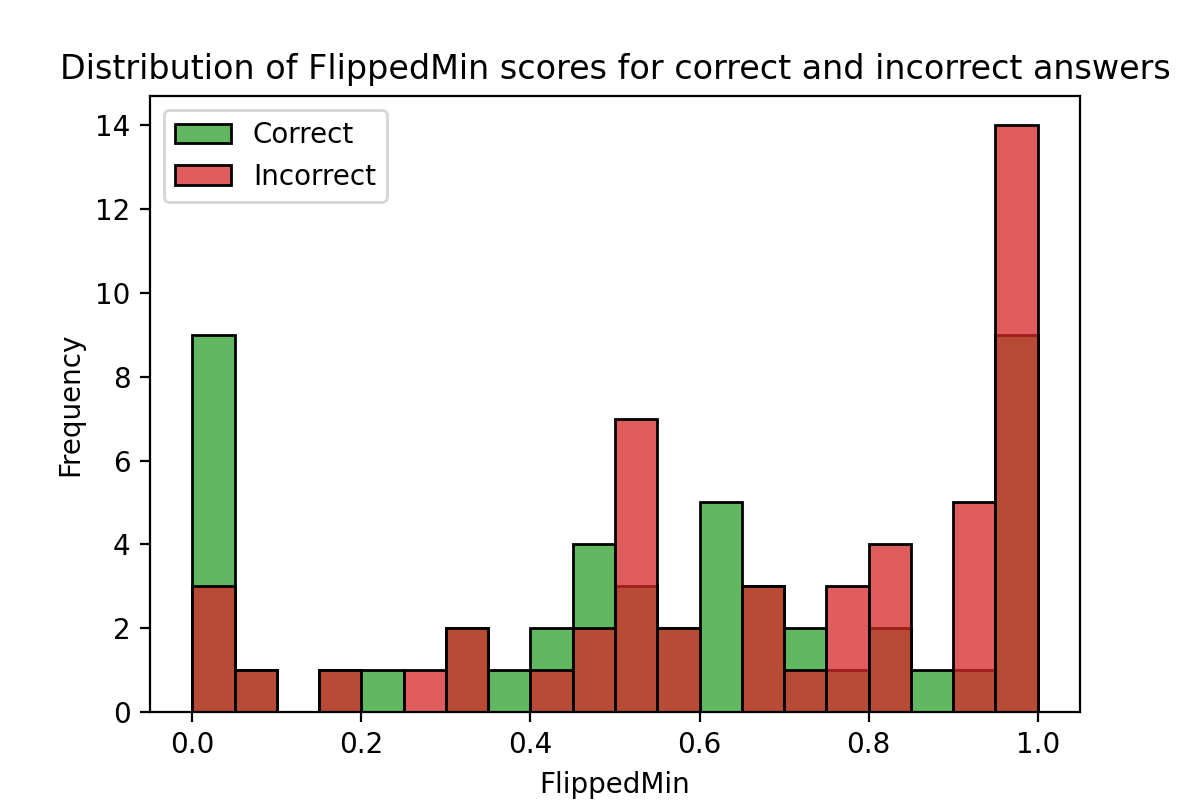 Distribution of FlippedMin scores for correct and incorrect answers
Correct
Incorrect
14
12
10
8
6
4
2
0
Frequency
0.0 0.2 0.4 0.6 0.8 1.0
FlippedMin